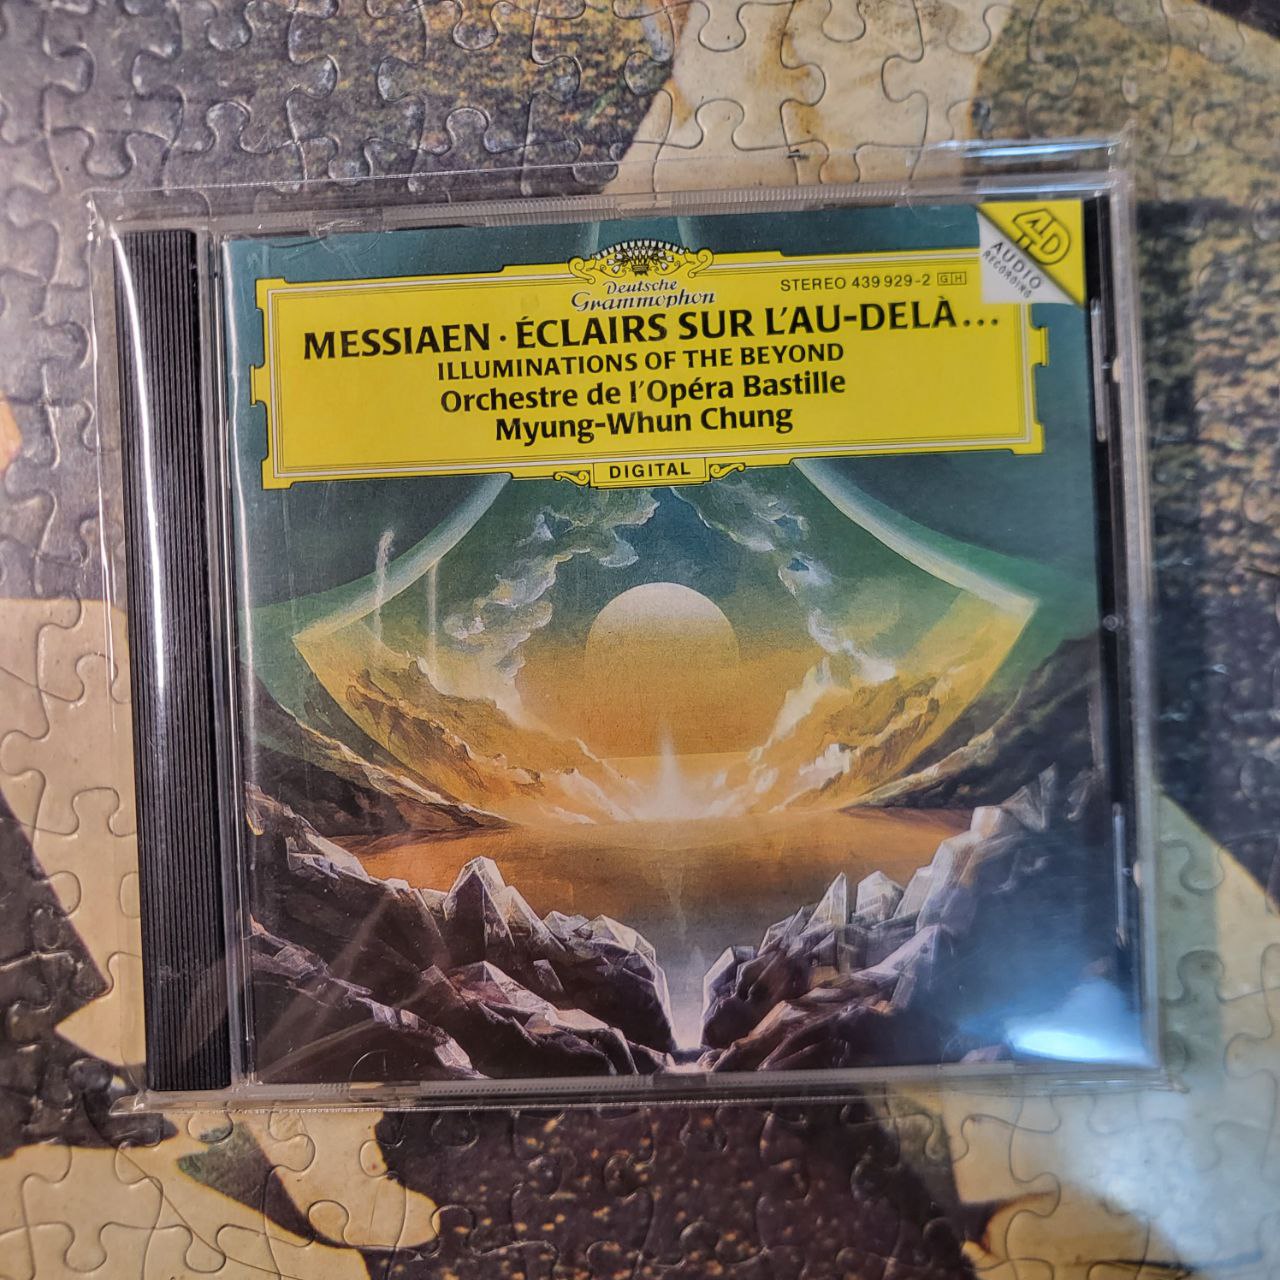 4D
AUDIO
RECORDING
Deutsche
Grammophon
STEREO 439 929-2 GH
MESSIAEN · ÉCLAIRS SUR L'AU-DELÀ...
ILLUMINATIONS OF THE BEYOND
Orchestre de l'Opéra Bastille
Myung-Whun Chung
DIGITAL